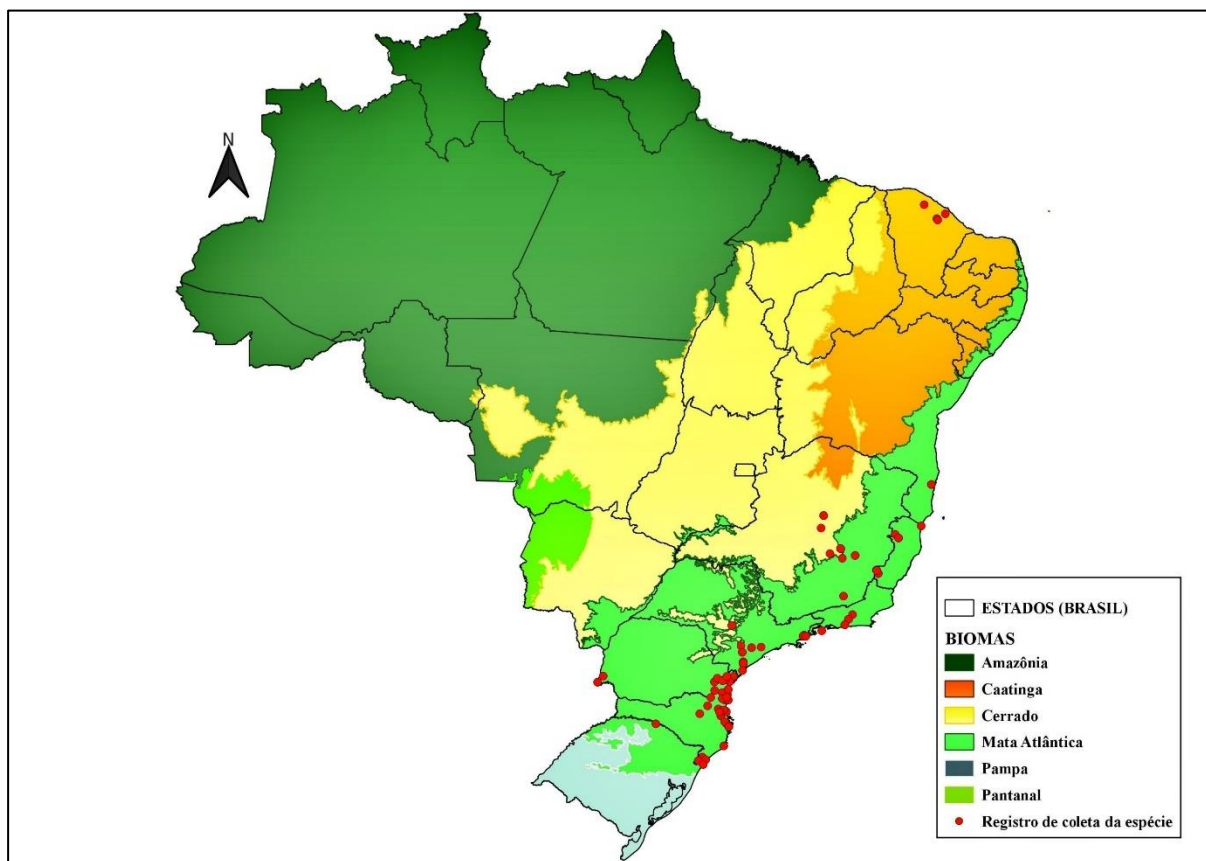 N
ESTADOS (BRASIL)
BIOMAS
Amazônia
Caatinga
Cerrado
Mata Atlântica
Pampa
Pantanal
Registro de coleta da espécie